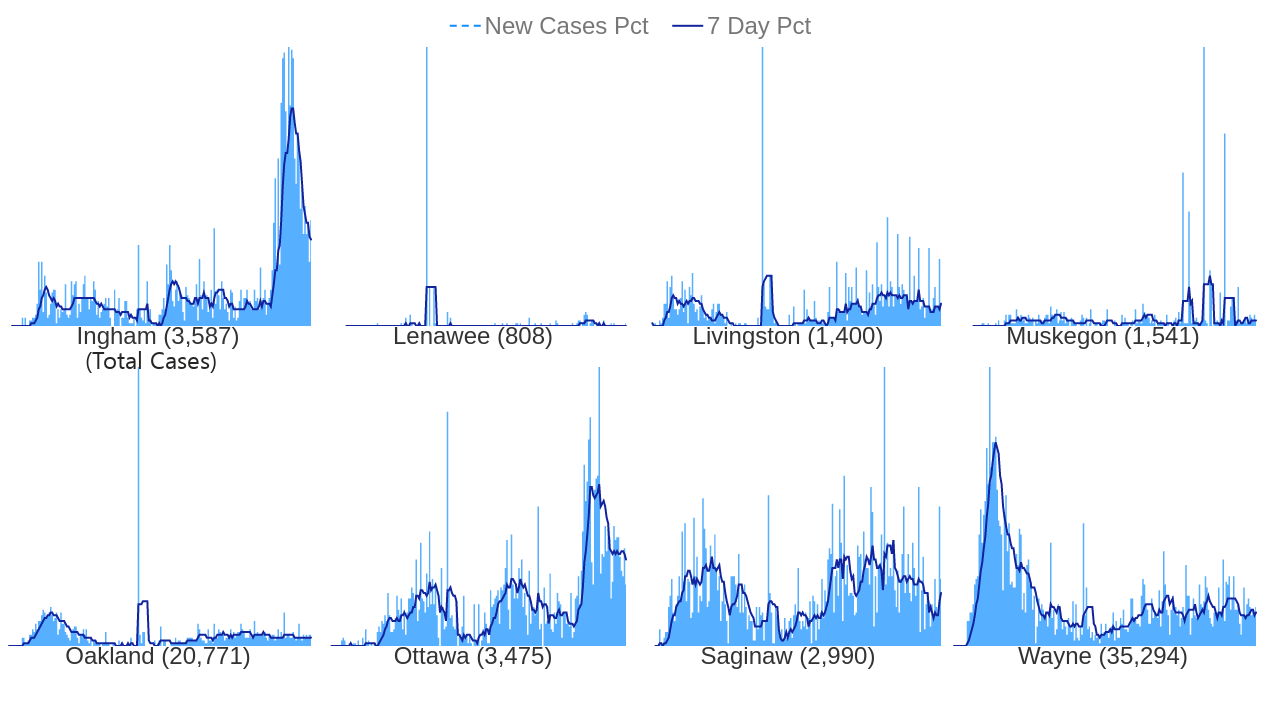 New Cases Pct 7 Day Pct
Ingham (3,587) Lenawee (808) Livingston (1,400) Muskegon (1,541)
(Total Cases)
Oakland (20,771) Ottawa (3,475) Saginaw (2,990) Wayne (35,294)